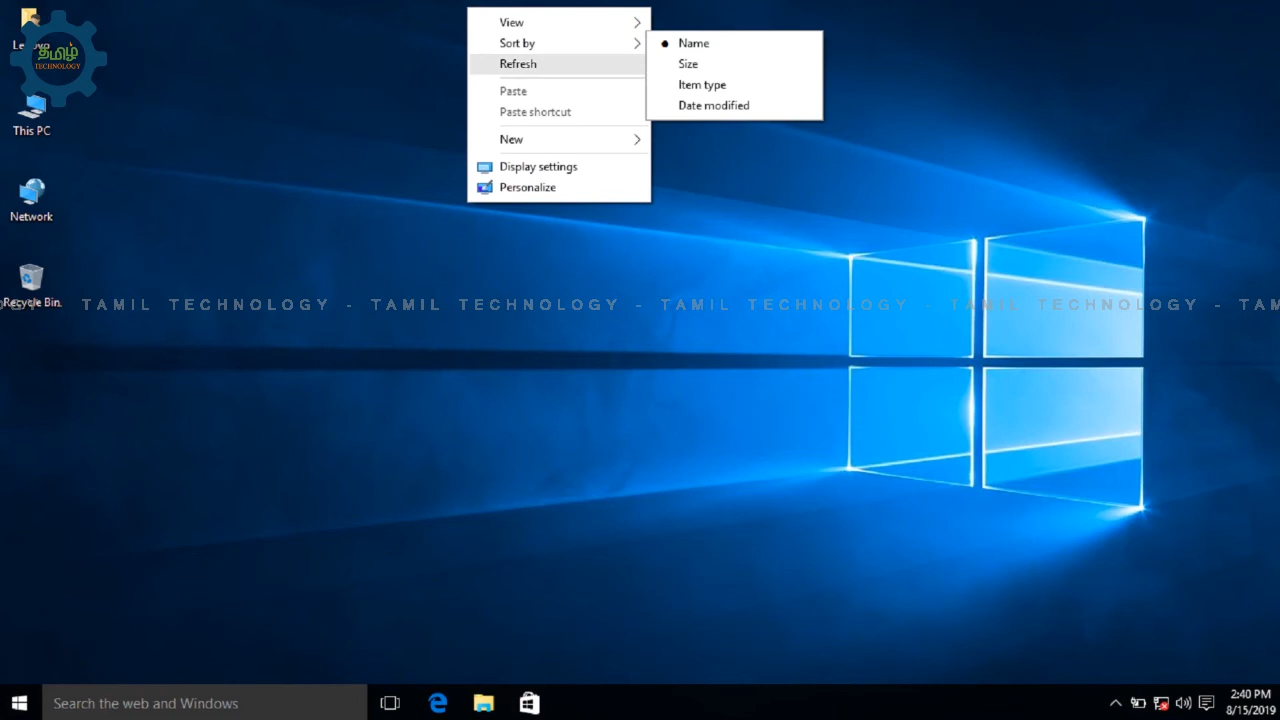 Lenovo
தமிழ்
TECHNOLOGY
This PC
Network
Recycle Bin
View
Sort by
Refresh
Paste
Paste shortcut
New
Display settings
Personalize
Name
Size
Item type
Date modified
OGY - TAMIL TECHNOLOGY - TAMIL TECHNOLOGY - TAMIL TECHNOLOGY - TAMIL TECHNOLOGY - TAM
Search the web and Windows
2:40 PM
8/15/2019